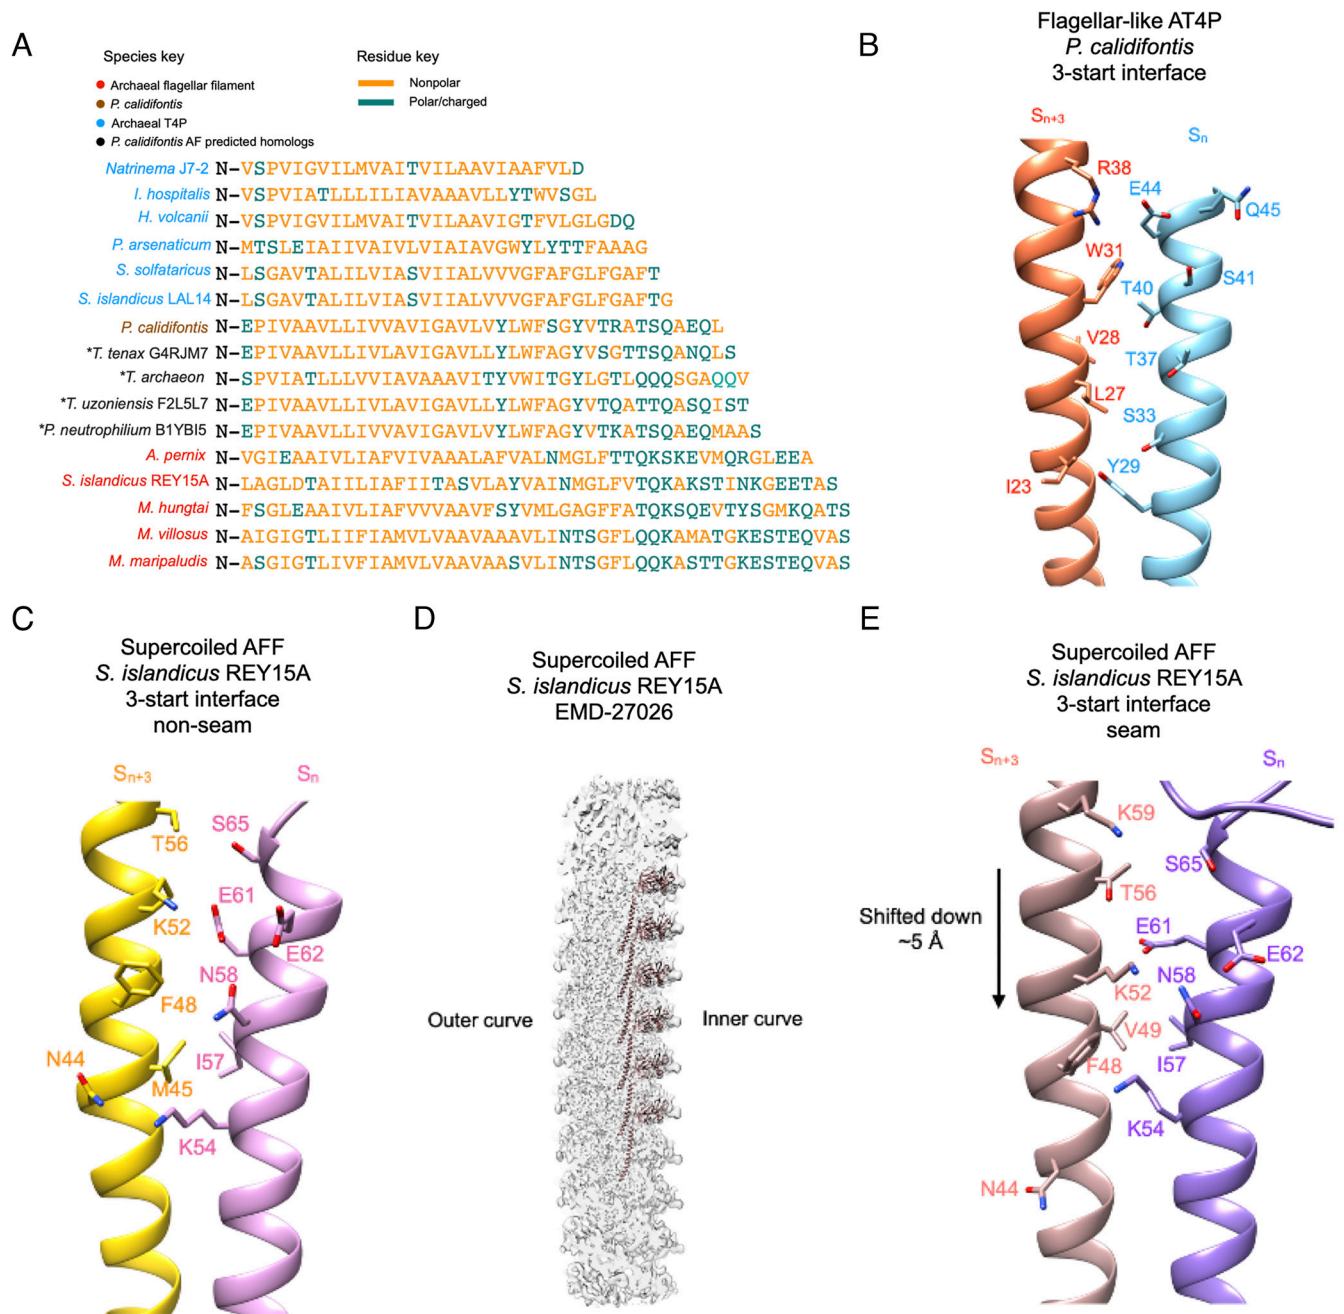 A
Species key
Archaeal flagellar filament
P. calidifontis
Archaeal T4P
P. calidifontis AF predicted homologs
Residue key
Nonpolar
Polar/charged
Natrinema J7-2 N–VSPVIGVILMVAITVILAAVIAAFVLD
I. hospitalis N–VSPVIATLLLILIAVAAAVLLYTWVSGL
H. volcanii N–VSPVIGVILMVAITVILAAVIGTFVLGLGDQ
P. arsenaticum N–MTSLEIAIIVAIVLVIAIAVGWYLYTTFAAAG
S. solfataricus N–LSGAVTALILVIASVIIALVVVGFAFGLFGAFT
S. islandicus LAL14 N–LSGAVTALILVIASVIIALVVVGFAFGLFGAFTG
P. calidifontis N–EPIVAAVLLIVVAVIGAVLVYLWFSGYVTRATSQAEQL
*T. tenax G4RJM7 N–EPIVAAVLLIVVAVIGAVLLYLWFAGYVSGTTSQANQLS
*T. archaeon N–SPVIATLLLVVIAVAAAVITYVWITGYLGTLQQQSGAQQV
*T. uzoniensis F2L5L7 N–EPIVAAVLLLVLAVIGAVLLYLWFAGYVTQATTQASQIST
*P. neutrophilium B1YBI5 N–EPIVAAVLLIVVAVIGAVLVYLWFAGYVTKATSQAEQMAAS
A. pernix N–VGIEAAIVLIAFVIVAAALAFVALNMGLFTTQKSKEVMQRGLEEA
S. islandicus REY15A N–LAGLDTAIILIAFIITASVLAYVAINMGLFVTQKAKSTINKGEETAS
M. hungtai N–FSGLEAAIVLIAFVVVAAVFSYVMLGAGFFATQKSQEVTYSGMKQATS
M. villosus N–AIGIGTLIIFIAMVLVAAVAAAVLINTSGFLQQKAMATGKESTEQVAS
M. maripaludis N–ASGIGTLIVFIAMVLVAAVAASVLINTSGFLQQKASTTGKESTEQVAS
B
Flagellar-like AT4P
P. calidifontis
3-start interface
Sn+3
Sn
R38
E44
Q45
W31
T40
S41
V28
T37
L27
S33
Y29
I23
C
Supercoiled AFF
S. islandicus REY15A
3-start interface
non-seam
Sn+3
Sn
T56
S65
E61
K52
E62
N58
F48
N44
I57
M45
K54
D
Supercoiled AFF
S. islandicus REY15A
EMD-27026
Outer curve
Inner curve
E
Supercoiled AFF
S. islandicus REY15A
3-start interface
seam
Sn+3
Sn
K59
S65
T56
Shifted down
~5 Å
E61
E62
N58
K52
V49
I57
F48
K54
N44